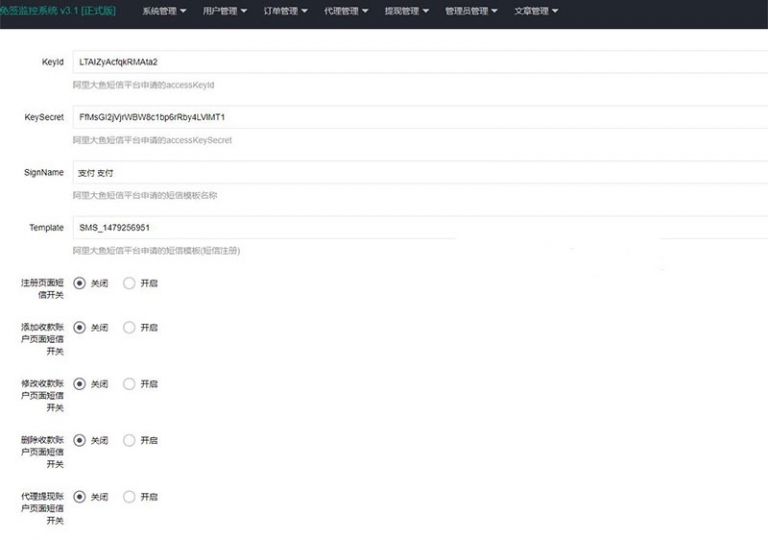 免签监控系统 v3.1 [正式版] 系统管理 用户管理 订单管理 代理管理 提现管理 管理员管理 文章管理
KeyId LTAIZyAcfqkRMAta2
阿里大鱼短信平台申请的accessKeyId
KeySecret FfMsGl2jVjrWBW8c1bp6rRby4LVlMT1
阿里大鱼短信平台申请的accessKeySecret
SignName 支付 支付
阿里大鱼短信平台申请的短信模板名称
Template SMS_1479256951
阿里大鱼短信平台申请的短信模板(短信注册)
注册页面短 关闭 开启
信开关
添加收款账 关闭 开启
户页面短信
开关
修改收款账 关闭 开启
户页面短信
开关
删除收款账 关闭 开启
户页面短信
开关
代理提现账 关闭 开启
户页面短信
开关